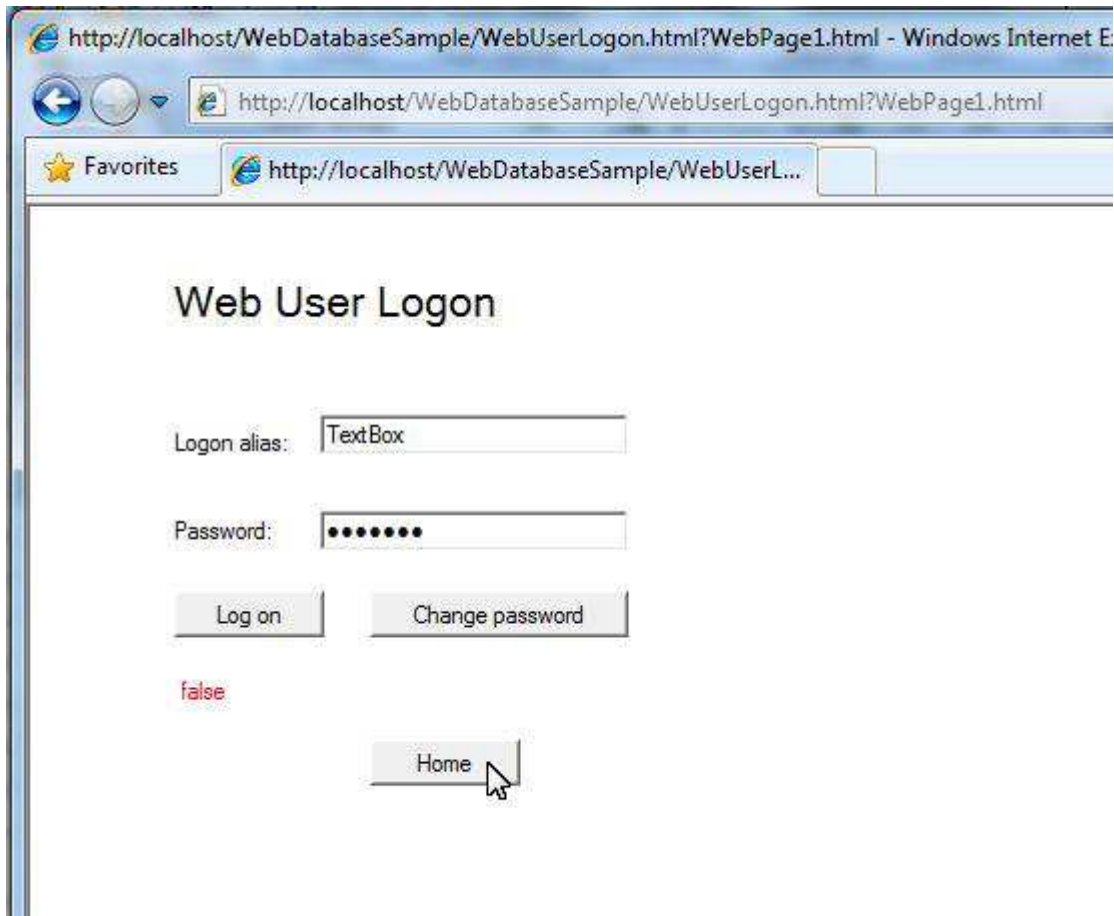 http://localhost/WebDatabaseSample/WebUserLogon.html?WebPage1.html - Windows Internet
http://localhost/WebDatabaseSample/WebUserLogon.html?WebPage1.html
Favorites
http://localhost/WebDatabaseSample/WebUserL...
Web User Logon
Logon alias:
TextBox
Password:
•••••••
Log on
Change password
false
Home